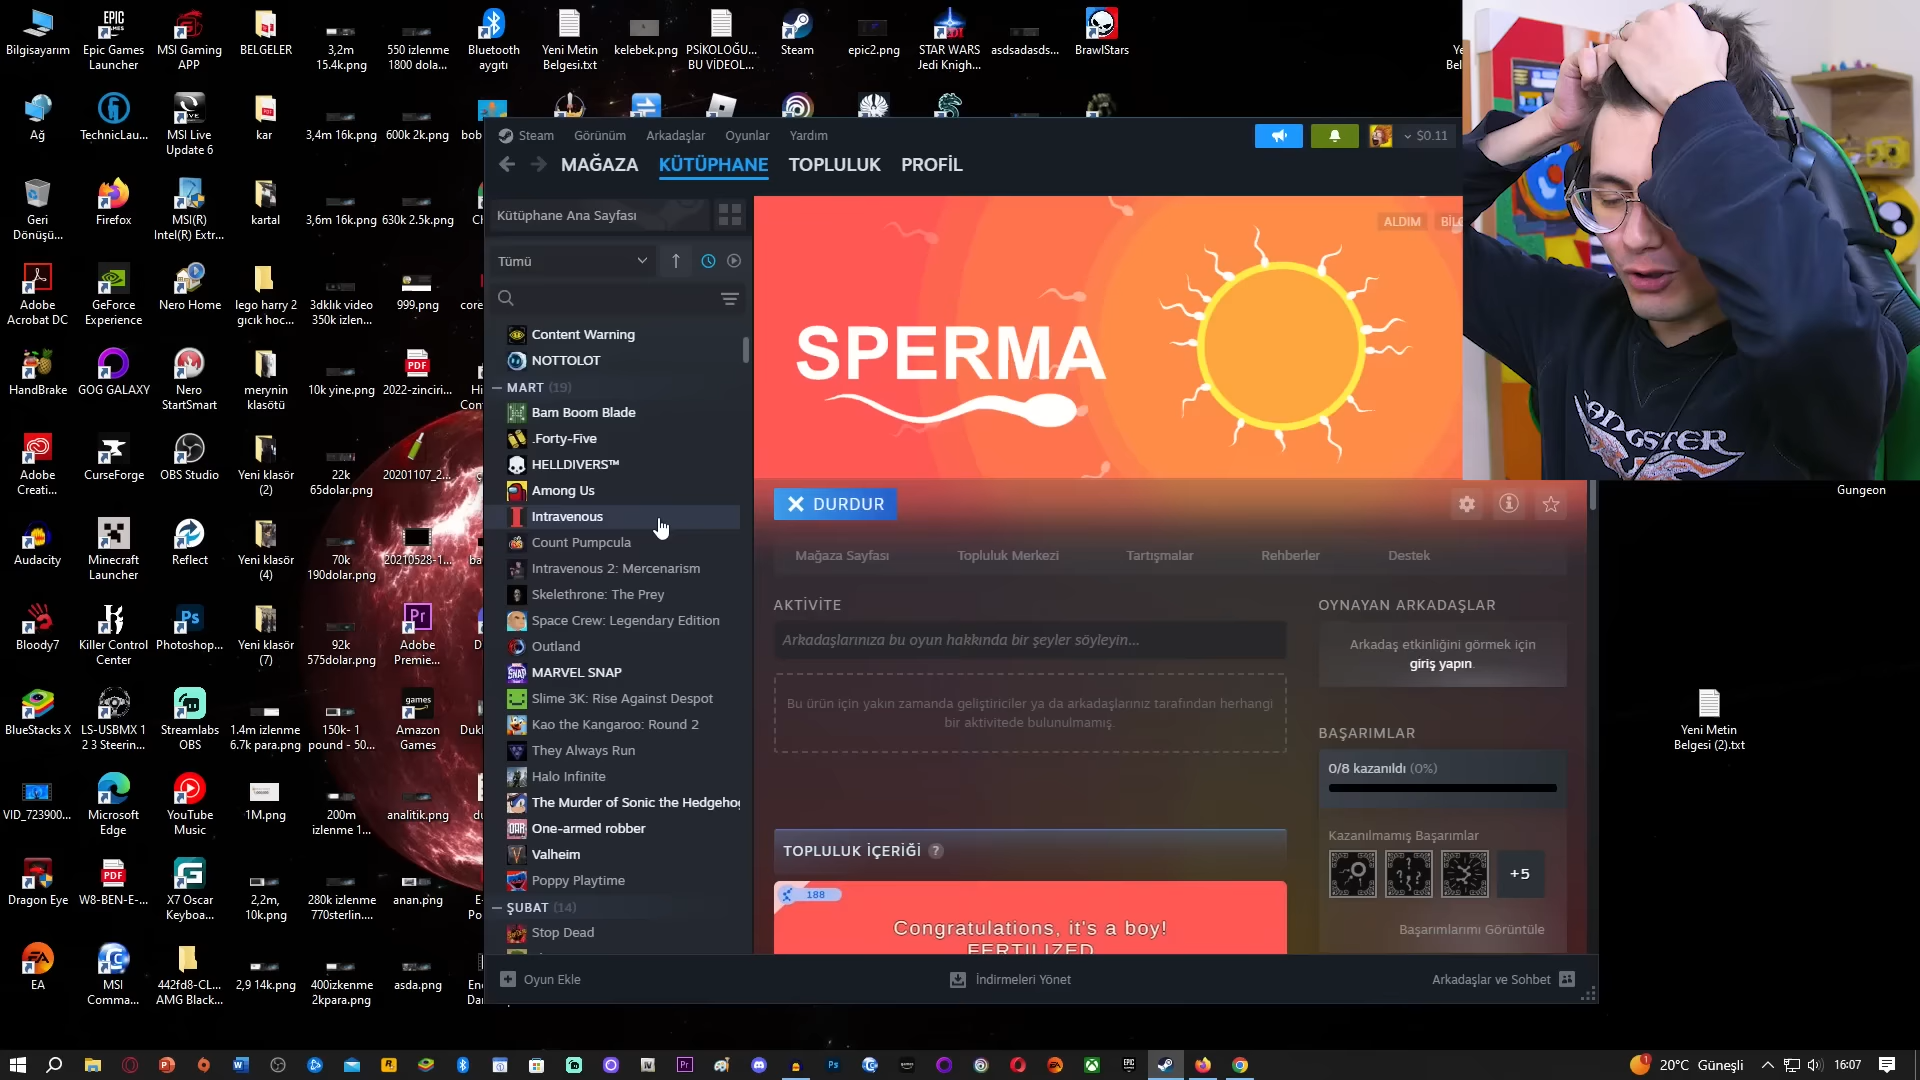 Bilgisayarım
Epic Games
Launcher
MSI Gaming
APP
BELGELER
3,2m
15.4k.png
550 izlenme
1800 dola...
Bluetooth
aygıtı
Yeni Metin
Belgesi.txt
kelebek.png
PSİKOLOĞU...
BU VİDEOL...
Steam
epic2.png
STAR WARS
Jedi Knigh...
asdsadasds...
BrawlStars
Ağ
TechnicLau...
MSI Live
Update 6
kar
3,4m 16k.png
600k 2k.png
bob
Geri
Dönüşü...
Firefox
MSI(R)
Intel(R) Extr...
kartal
3,6m 16k.png
630k 2.5k.png
Adobe
Acrobat DC
GeForce
Experience
Nero Home
lego harry 2
gıcık hoc...
3dklık video
350k izlen...
999.png
core
HandBrake
GOG GALAXY
Nero
StartSmart
merynin
klasötü
10k yine.png
2022-zinciri...
Adobe
Creati...
CurseForge
OBS Studio
Yeni klasör
(2)
22k
65dolar.png
20201107_2...
Audacity
Minecraft
Launcher
Reflect
Yeni klasör
(4)
70k
190dolar.png
20210528-1...
Bloody7
Killer Control
Center
Photoshop...
Yeni klasör
(7)
92k
575dolar.png
Adobe
Premie...
BlueStacks X
LS-USBMX 1
2 3 Steerin...
Streamlabs
OBS
1.4m izlenme
6.7k para.png
150k- 1
pound - 50...
Amazon
Games
VID_723900...
Microsoft
Edge
YouTube
Music
1M.png
200m
izlenme 1...
analitik.png
Dragon Eye
W8-BEN-E-...
X7 Oscar
Keyboa...
2,2m,
10k.png
280k izlenme
770sterlin....
anan.png
EA
MSI
Comma...
442fd8-CL...
AMG Black...
2,9 14k.png
400izkenme
2kpara.png
asda.png
Steam
Görünüm
Arkadaşlar
Oyunlar
Yardım
$0.11
MAĞAZA
KÜTÜPHANE
TOPLULUK
PROFİL
Kütüphane Ana Sayfası
Tümü
Content Warning
NOTTOLOT
MART (19)
Bam Boom Blade
.Forty-Five
HELLDIVERS™
Among Us
Intravenous
Count Pumpcula
Intravenous 2: Mercenarism
Skelethrone: The Prey
Space Crew: Legendary Edition
Outland
MARVEL SNAP
Slime 3K: Rise Against Despot
Kao the Kangaroo: Round 2
They Always Run
Halo Infinite
The Murder of Sonic the Hedgehog
One-armed robber
Valheim
Poppy Playtime
ŞUBAT (14)
Stop Dead
Oyun Ekle
ALDIM
SPERMA
DURDUR
Mağaza Sayfası
Topluluk Merkezi
Tartışmalar
Rehberler
Destek
AKTİVİTE
Arkadaşlarınıza bu oyun hakkında bir şeyler söyleyin...
Bu ürün için yakın zamanda geliştiriciler ya da arkadaşlarınız tarafından herhangi
bir aktivitede bulunulmamış.
OYNAYAN ARKADAŞLAR
Arkadaş etkinliğini görmek için
giriş yapın.
BAŞARIMLAR
0/8 kazanıldı (0%)
Kazanılmamış Başarımlar
+5
Başarımlarımı Görüntüle
TOPLULUK İÇERİĞİ ?
188
Congratulations, it's a boy!
FERTILIZED
İndirmeleri Yönet
Arkadaşlar ve Sohbet
GANGSTER
Gungeon
Yeni Metin
Belgesi (2).txt
20°C Güneşli
16:07